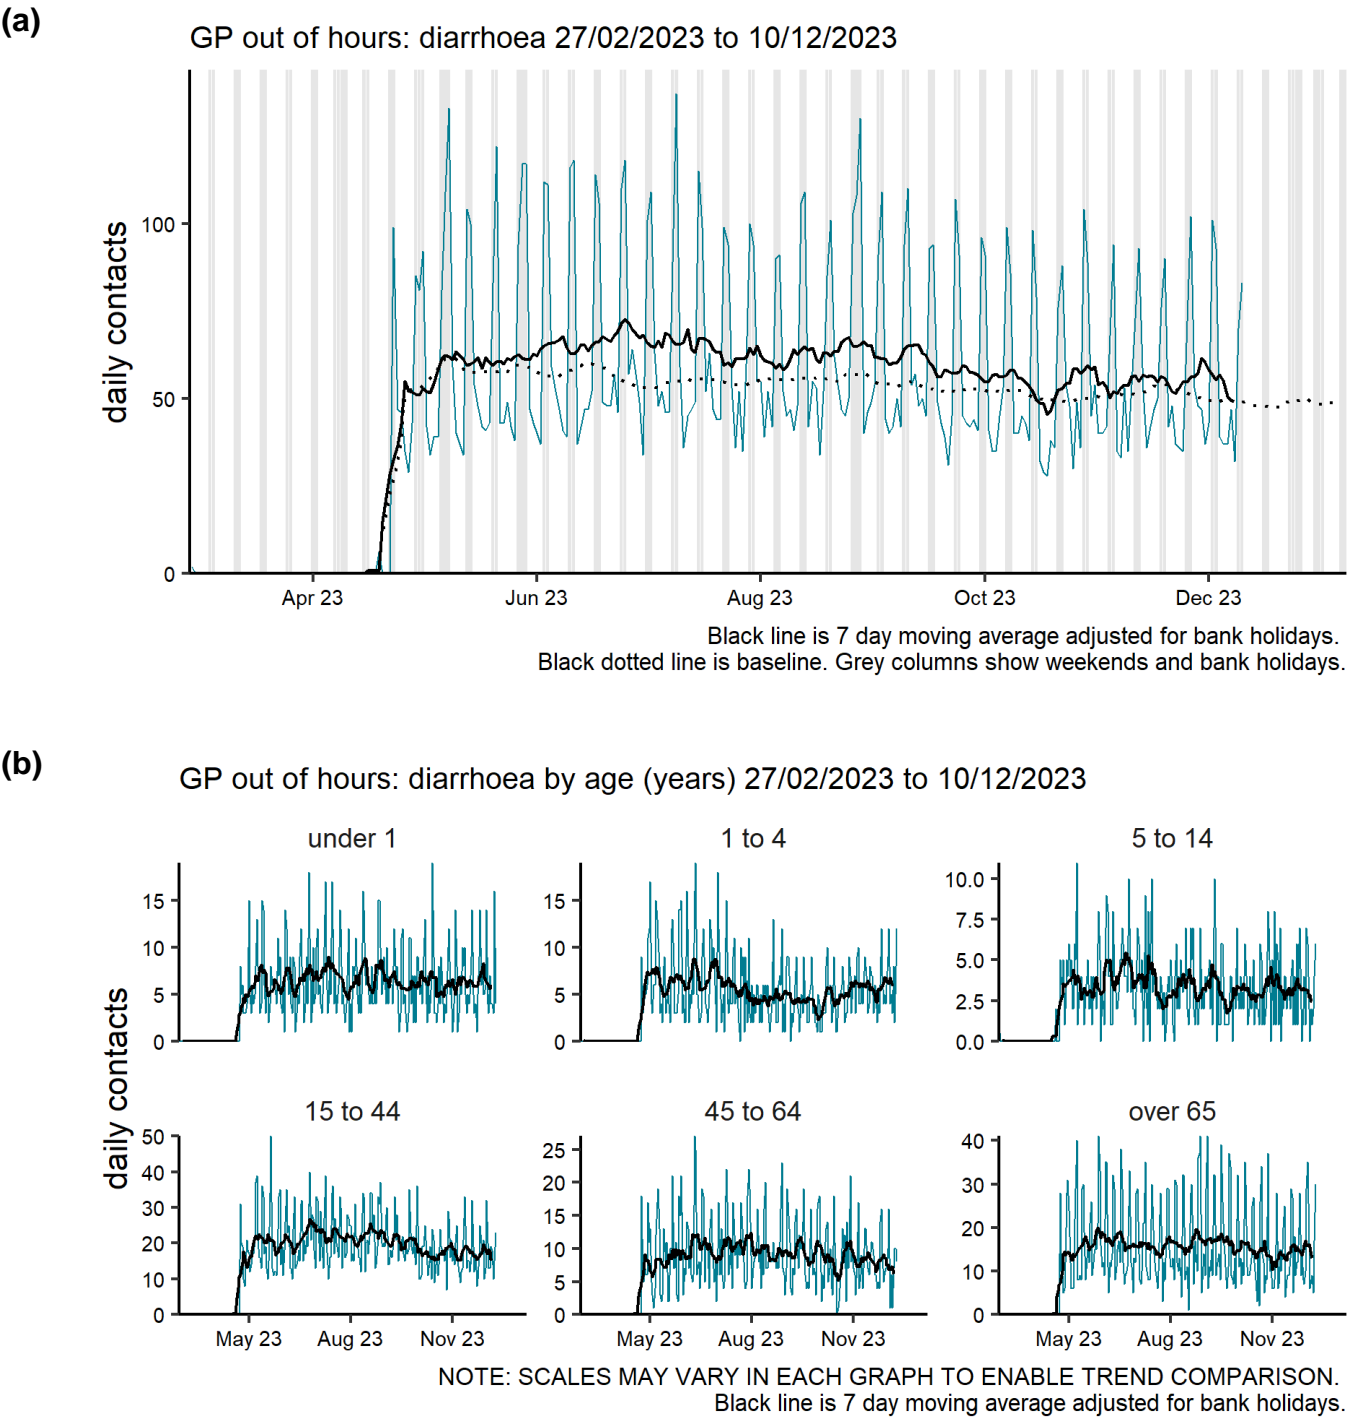 (a)
GP out of hours: diarrhoea 27/02/2023 to 10/12/2023
daily contacts
100
50
0
Apr 23
Jun 23
Aug 23
Oct 23
Dec 23
Black line is 7 day moving average adjusted for bank holidays.
Black dotted line is baseline. Grey columns show weekends and bank holidays.
(b)
GP out of hours: diarrhoea by age (years) 27/02/2023 to 10/12/2023
daily contacts
under 1
15
10
5
0
1 to 4
15
10
5
0
5 to 14
10.0
7.5
5.0
2.5
0.0
15 to 44
50
40
30
20
10
0
May 23
Aug 23
Nov 23
45 to 64
25
20
15
10
5
0
May 23
Aug 23
Nov 23
over 65
40
30
20
10
0
May 23
Aug 23
Nov 23
NOTE: SCALES MAY VARY IN EACH GRAPH TO ENABLE TREND COMPARISON.
Black line is 7 day moving average adjusted for bank holidays.